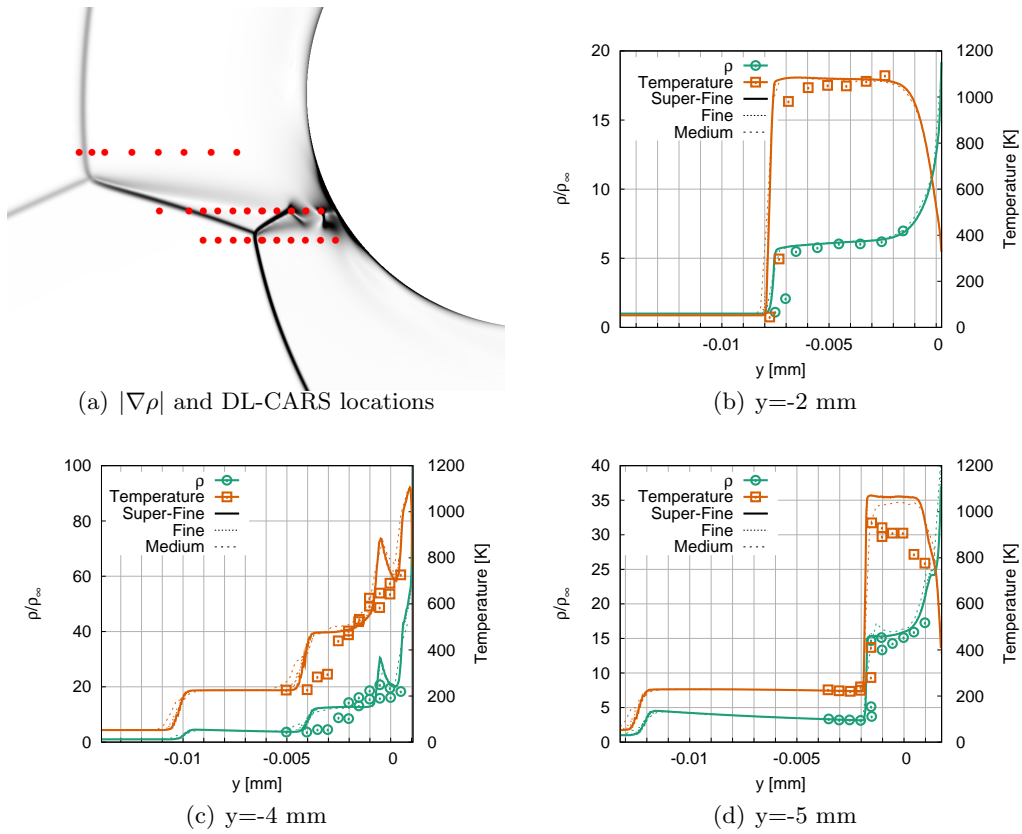 (a) |∇ρ| and DL-CARS locations
20
15
10
5
0
ρ/ρ∞
ρ
Temperature
Super-Fine
Fine
Medium
1200
1000
800
600
400
200
0
Temperature [K]
-0.01
-0.005
0
y [mm]
(b) y=-2 mm
100
80
60
40
20
0
ρ/ρ∞
ρ
Temperature
Super-Fine
Fine
Medium
1200
1000
800
600
400
200
0
Temperature [K]
-0.01
-0.005
0
y [mm]
(c) y=-4 mm
40
35
30
25
20
15
10
5
0
ρ/ρ∞
ρ
Temperature
Super-Fine
Fine
Medium
1200
1000
800
600
400
200
0
Temperature [K]
-0.01
-0.005
0
y [mm]
(d) y=-5 mm